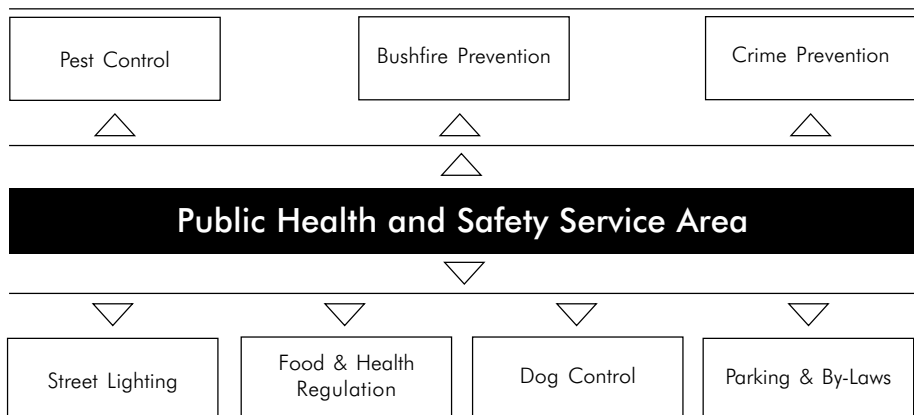 Pest Control
Bushfire Prevention
Crime Prevention
Public Health and Safety Service Area
Street Lighting
Food & Health
Regulation
Dog Control
Parking & By-Laws